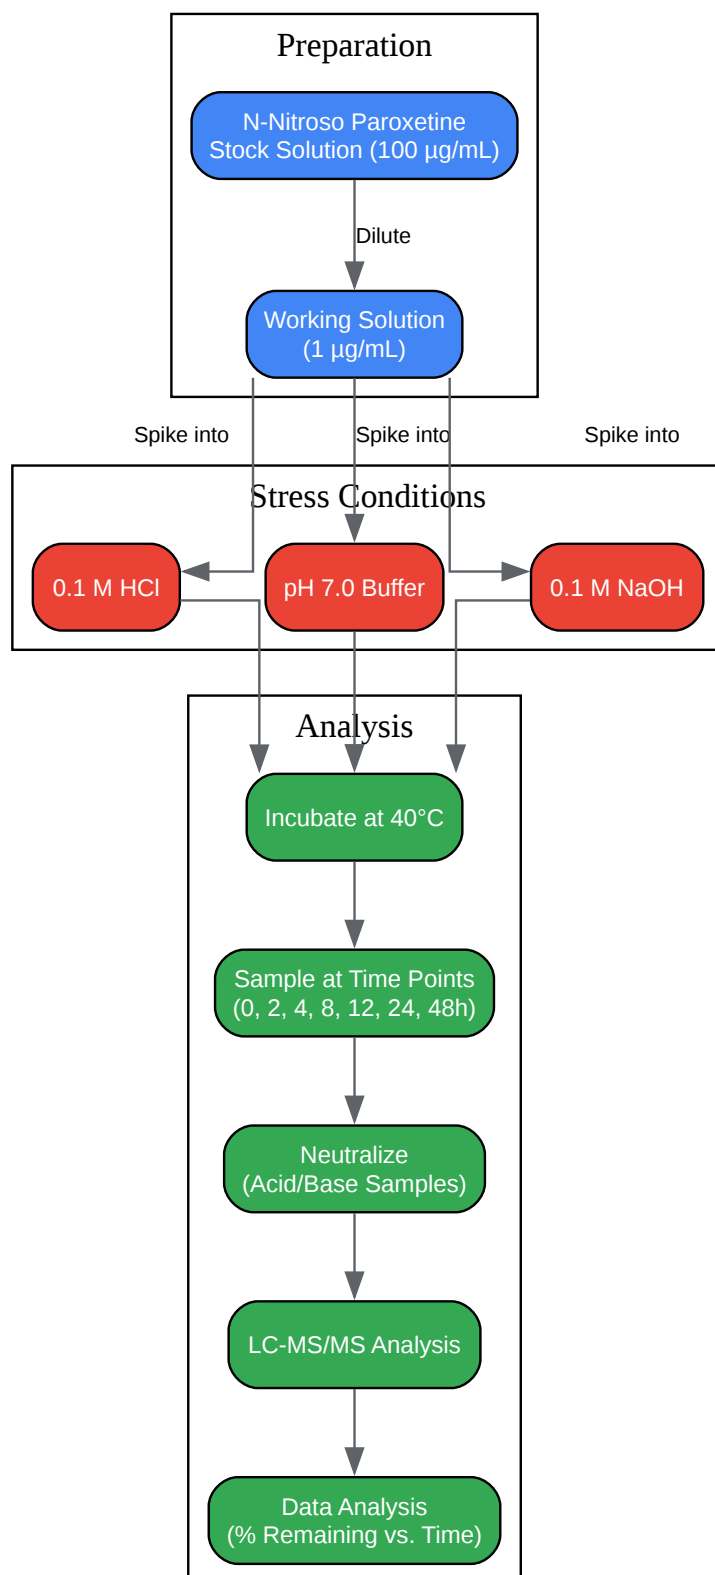 Preparation
N-Nitroso Paroxetine
Stock Solution (100 µg/mL)
Dilute
Working Solution
(1 µg/mL)
Spike into
Spike into
Spike into
Stress Conditions
0.1 M HCl
pH 7.0 Buffer
0.1 M NaOH
Analysis
Incubate at 40°C
Sample at Time Points
(0, 2, 4, 8, 12, 24, 48h)
Neutralize
(Acid/Base Samples)
LC-MS/MS Analysis
Data Analysis
(% Remaining vs. Time)